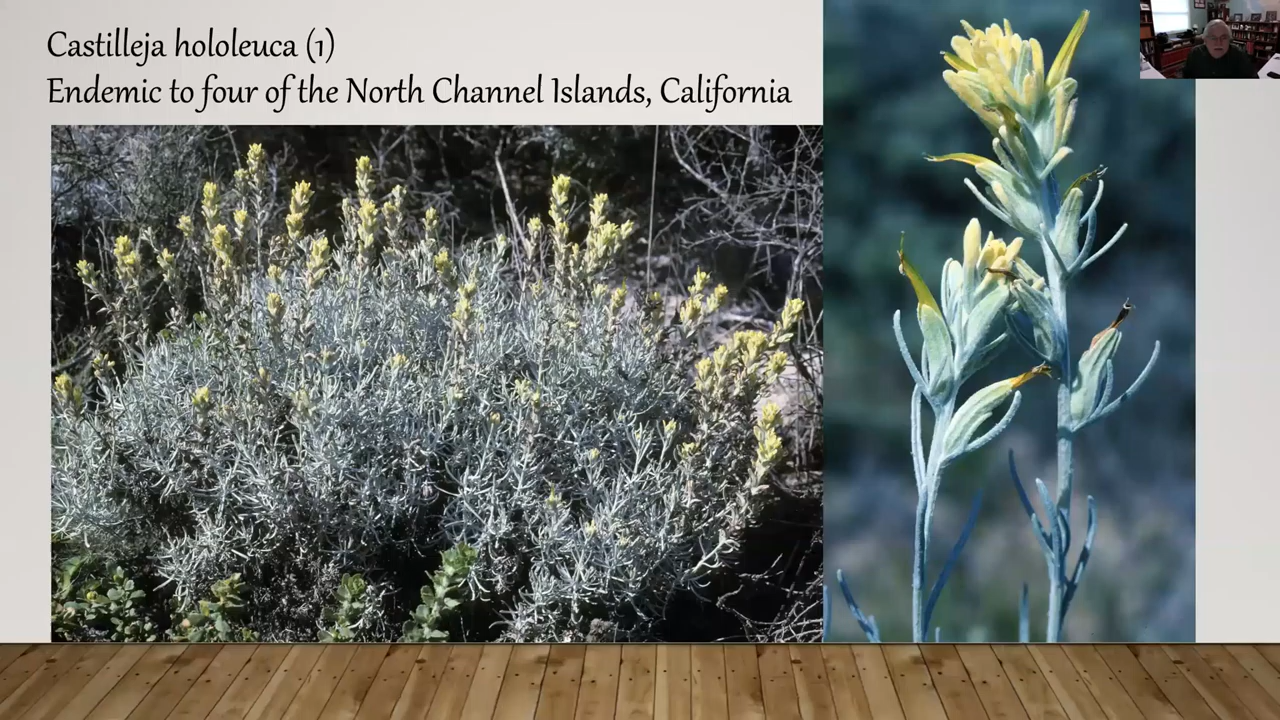 Castilleja hololeuca (1)
Endemic to four of the North Channel Islands, California